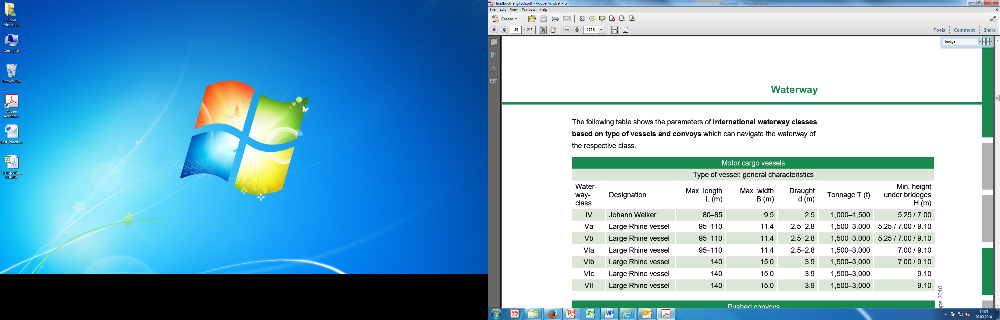 Haller
Alexandra
Computer
Recycle Bin
Adobe
Acrobat...
Best_Practic...
Transportp...
LOME3
Handbuch_englisch.pdf - Adobe Acrobat Pro
File Edit View Window Help
Create
45 / 218 177% Tools Comment Share
bridge
Waterway
The following table shows the parameters of international waterway classes
based on type of vessels and convoys which can navigate the waterway of
the respective class.
Motor cargo vessels
Type of vessel: general characteristics
Water-
way-
class
Designation
Max. length
L (m)
Max. width
B (m)
Draught
d (m)
Tonnage T (t)
Min. height
under brideges
H (m)
IV Johann Welker 80–85 9.5 2.5 1,000–1,500 5.25 / 7.00
Va Large Rhine vessel 95–110 11.4 2.5–2.8 1,500–3,000 5.25 / 7.00 / 9.10
Vb Large Rhine vessel 95–110 11.4 2.5–2.8 1,500–3,000 5.25 / 7.00 / 9.10
VIa Large Rhine vessel 95–110 11.4 2.5–2.8 1,500–3,000 7.00 / 9.10
VIb Large Rhine vessel 140 15.0 3.9 1,500–3,000 7.00 / 9.10
VIc Large Rhine vessel 140 15.0 3.9 1,500–3,000 9.10
VII Large Rhine vessel 140 15.0 3.9 1,500–3,000 9.10
Pushed convoys
ope 2010
10:03
20.03.2014